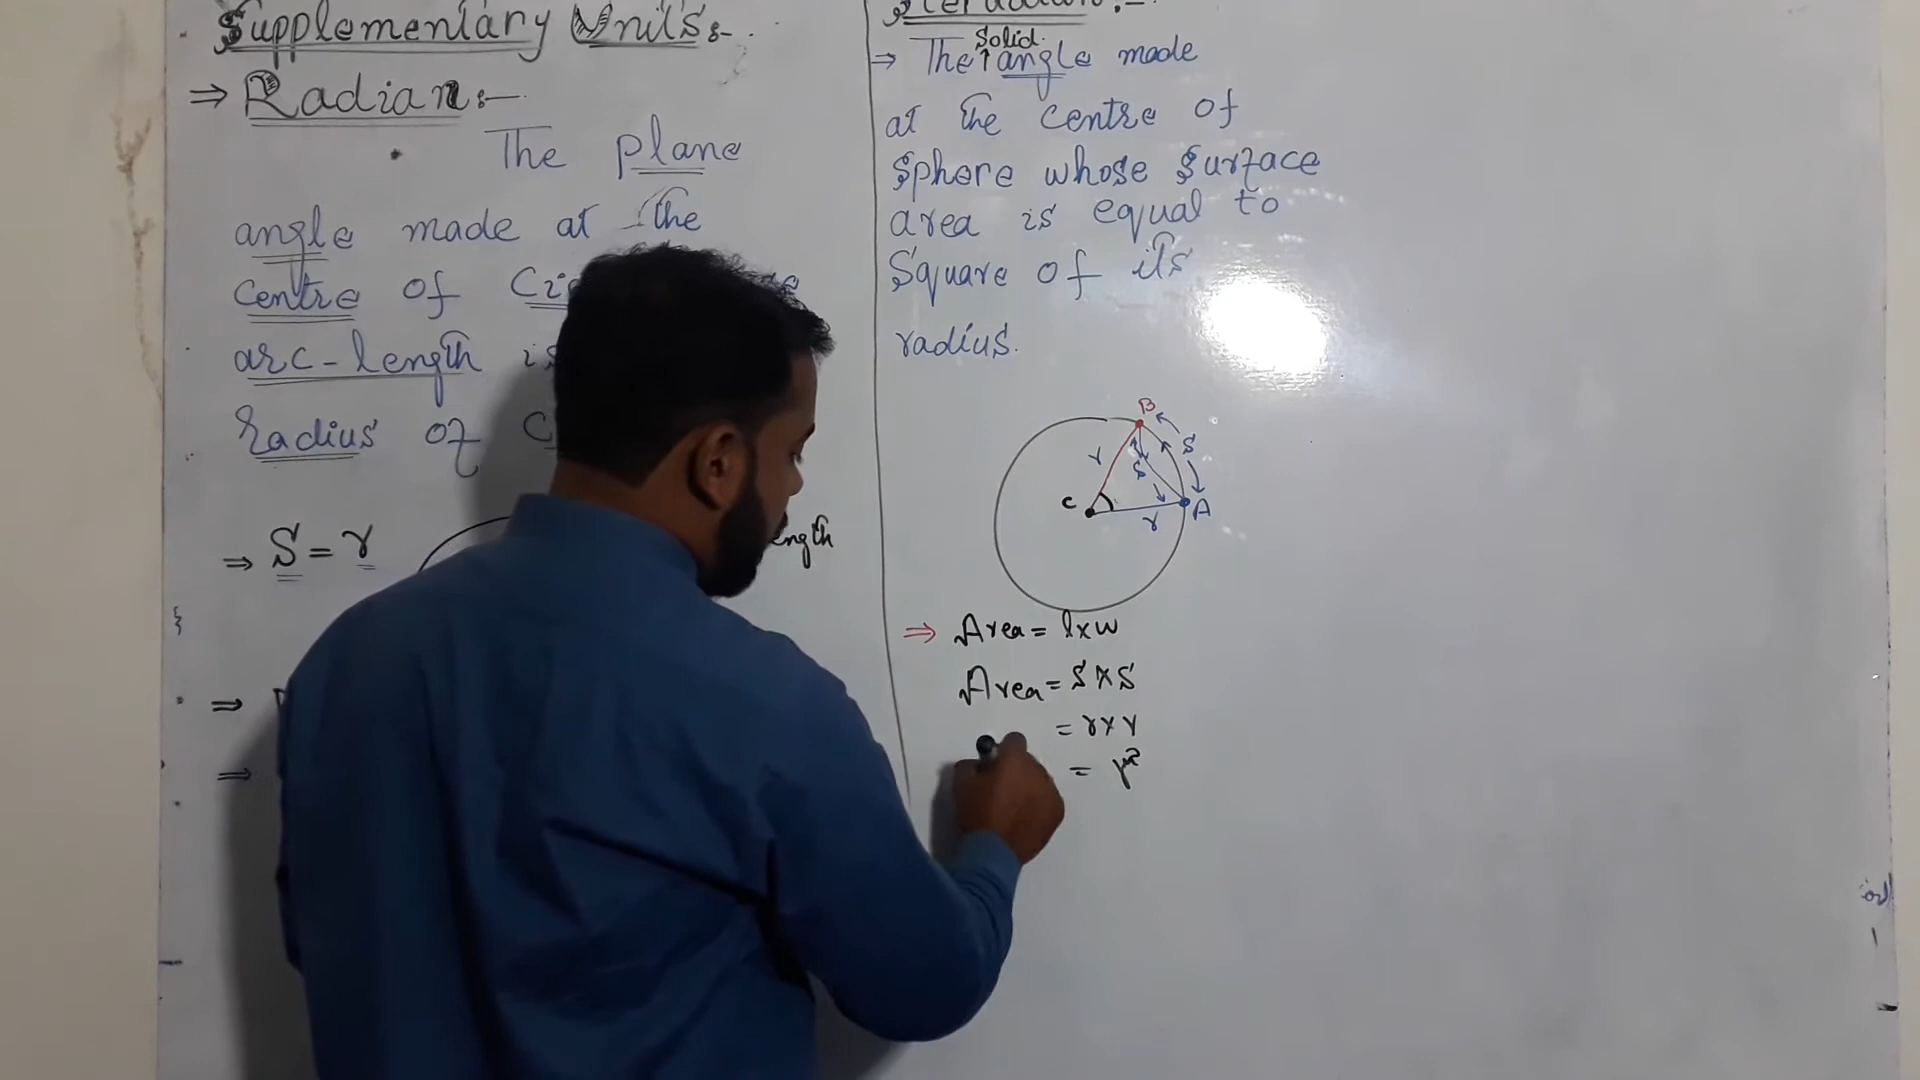 Supplementary Units:-
⇒ Radian:-
The plane
angle made at the
centre of
arc-length is
Radius of
⇒ S = r
⇒
⇒
Steradian:-
Solid
⇒ The ↑ angle made
at the centre of
Sphere whose surface
area is equal to
Square of its
radius.
B
S
r
S
C
r
A
⇒ Area = l×w
Area = S×S
= r×r
= r²